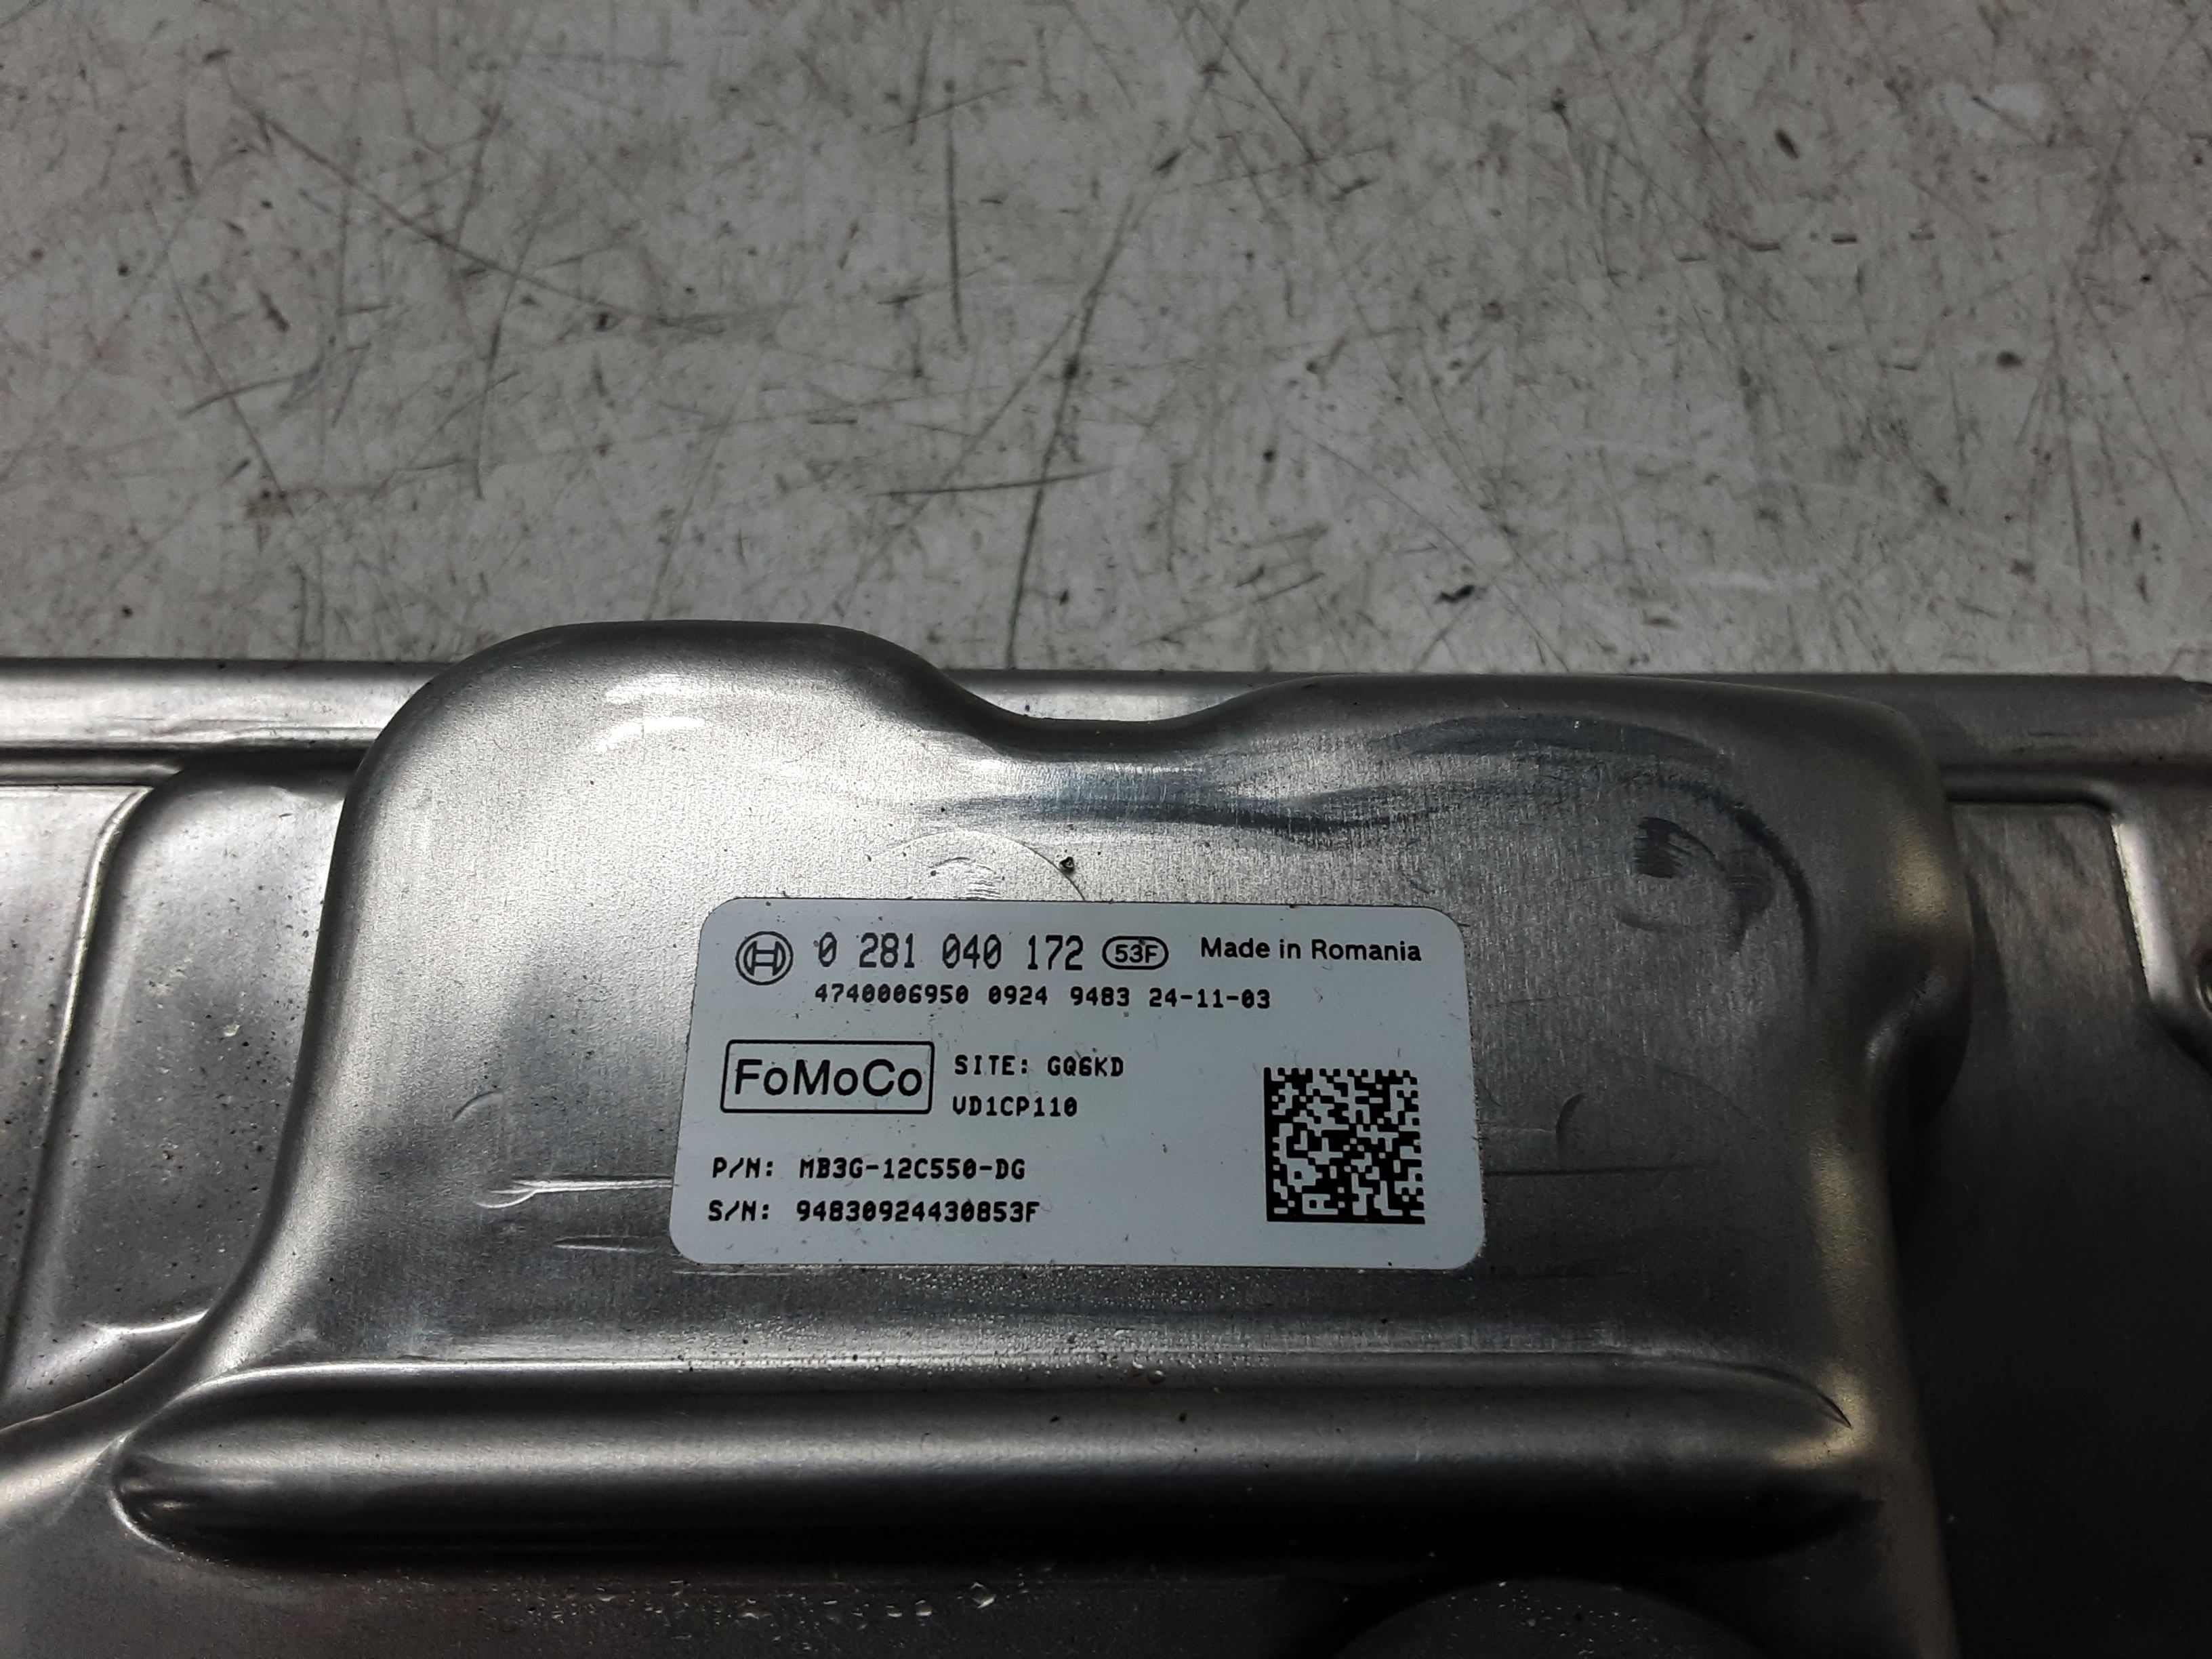 0 281 040 172 53F Made in Romania
4740006950 0924 9483 24-11-03
FoMoCo SITE: GQ6KD
VD1CP110
P/N: MB3G-12C550-DG
S/N: 94830924430853F